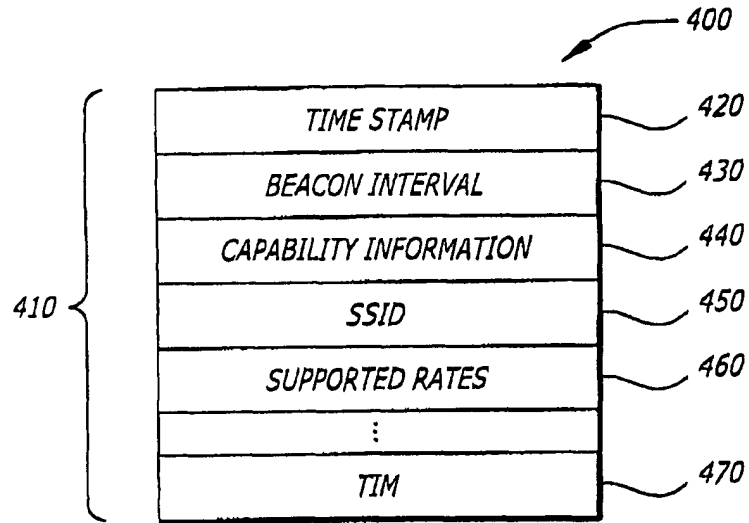 400
TIME STAMP 420
BEACON INTERVAL 430
CAPABILITY INFORMATION 440
410
SSID 450
SUPPORTED RATES 460
⋮
TIM 470